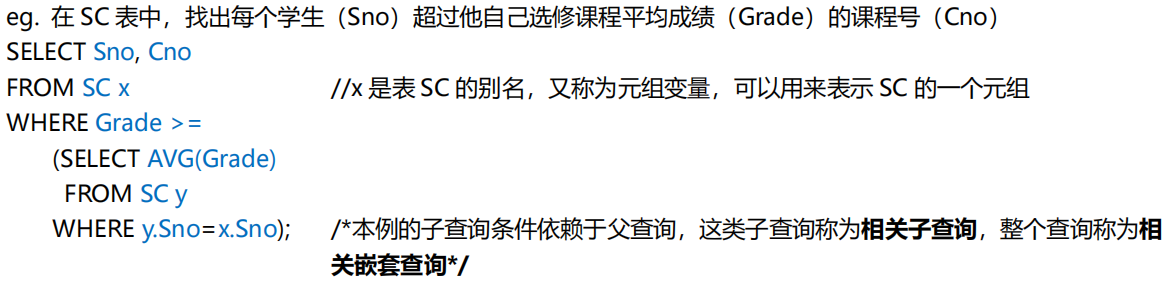 eg. 在 SC 表中，找出每个学生（Sno）超过他自己选修课程平均成绩（Grade）的课程号（Cno）
SELECT Sno, Cno
FROM SC x //x 是表 SC 的别名，又称为元组变量，可以用来表示 SC 的一个元组
WHERE Grade >=
(SELECT AVG(Grade)
FROM SC y
WHERE y.Sno=x.Sno); /*本例的子查询条件依赖于父查询，这类子查询称为相关子查询，整个查询称为相
关嵌套查询*/